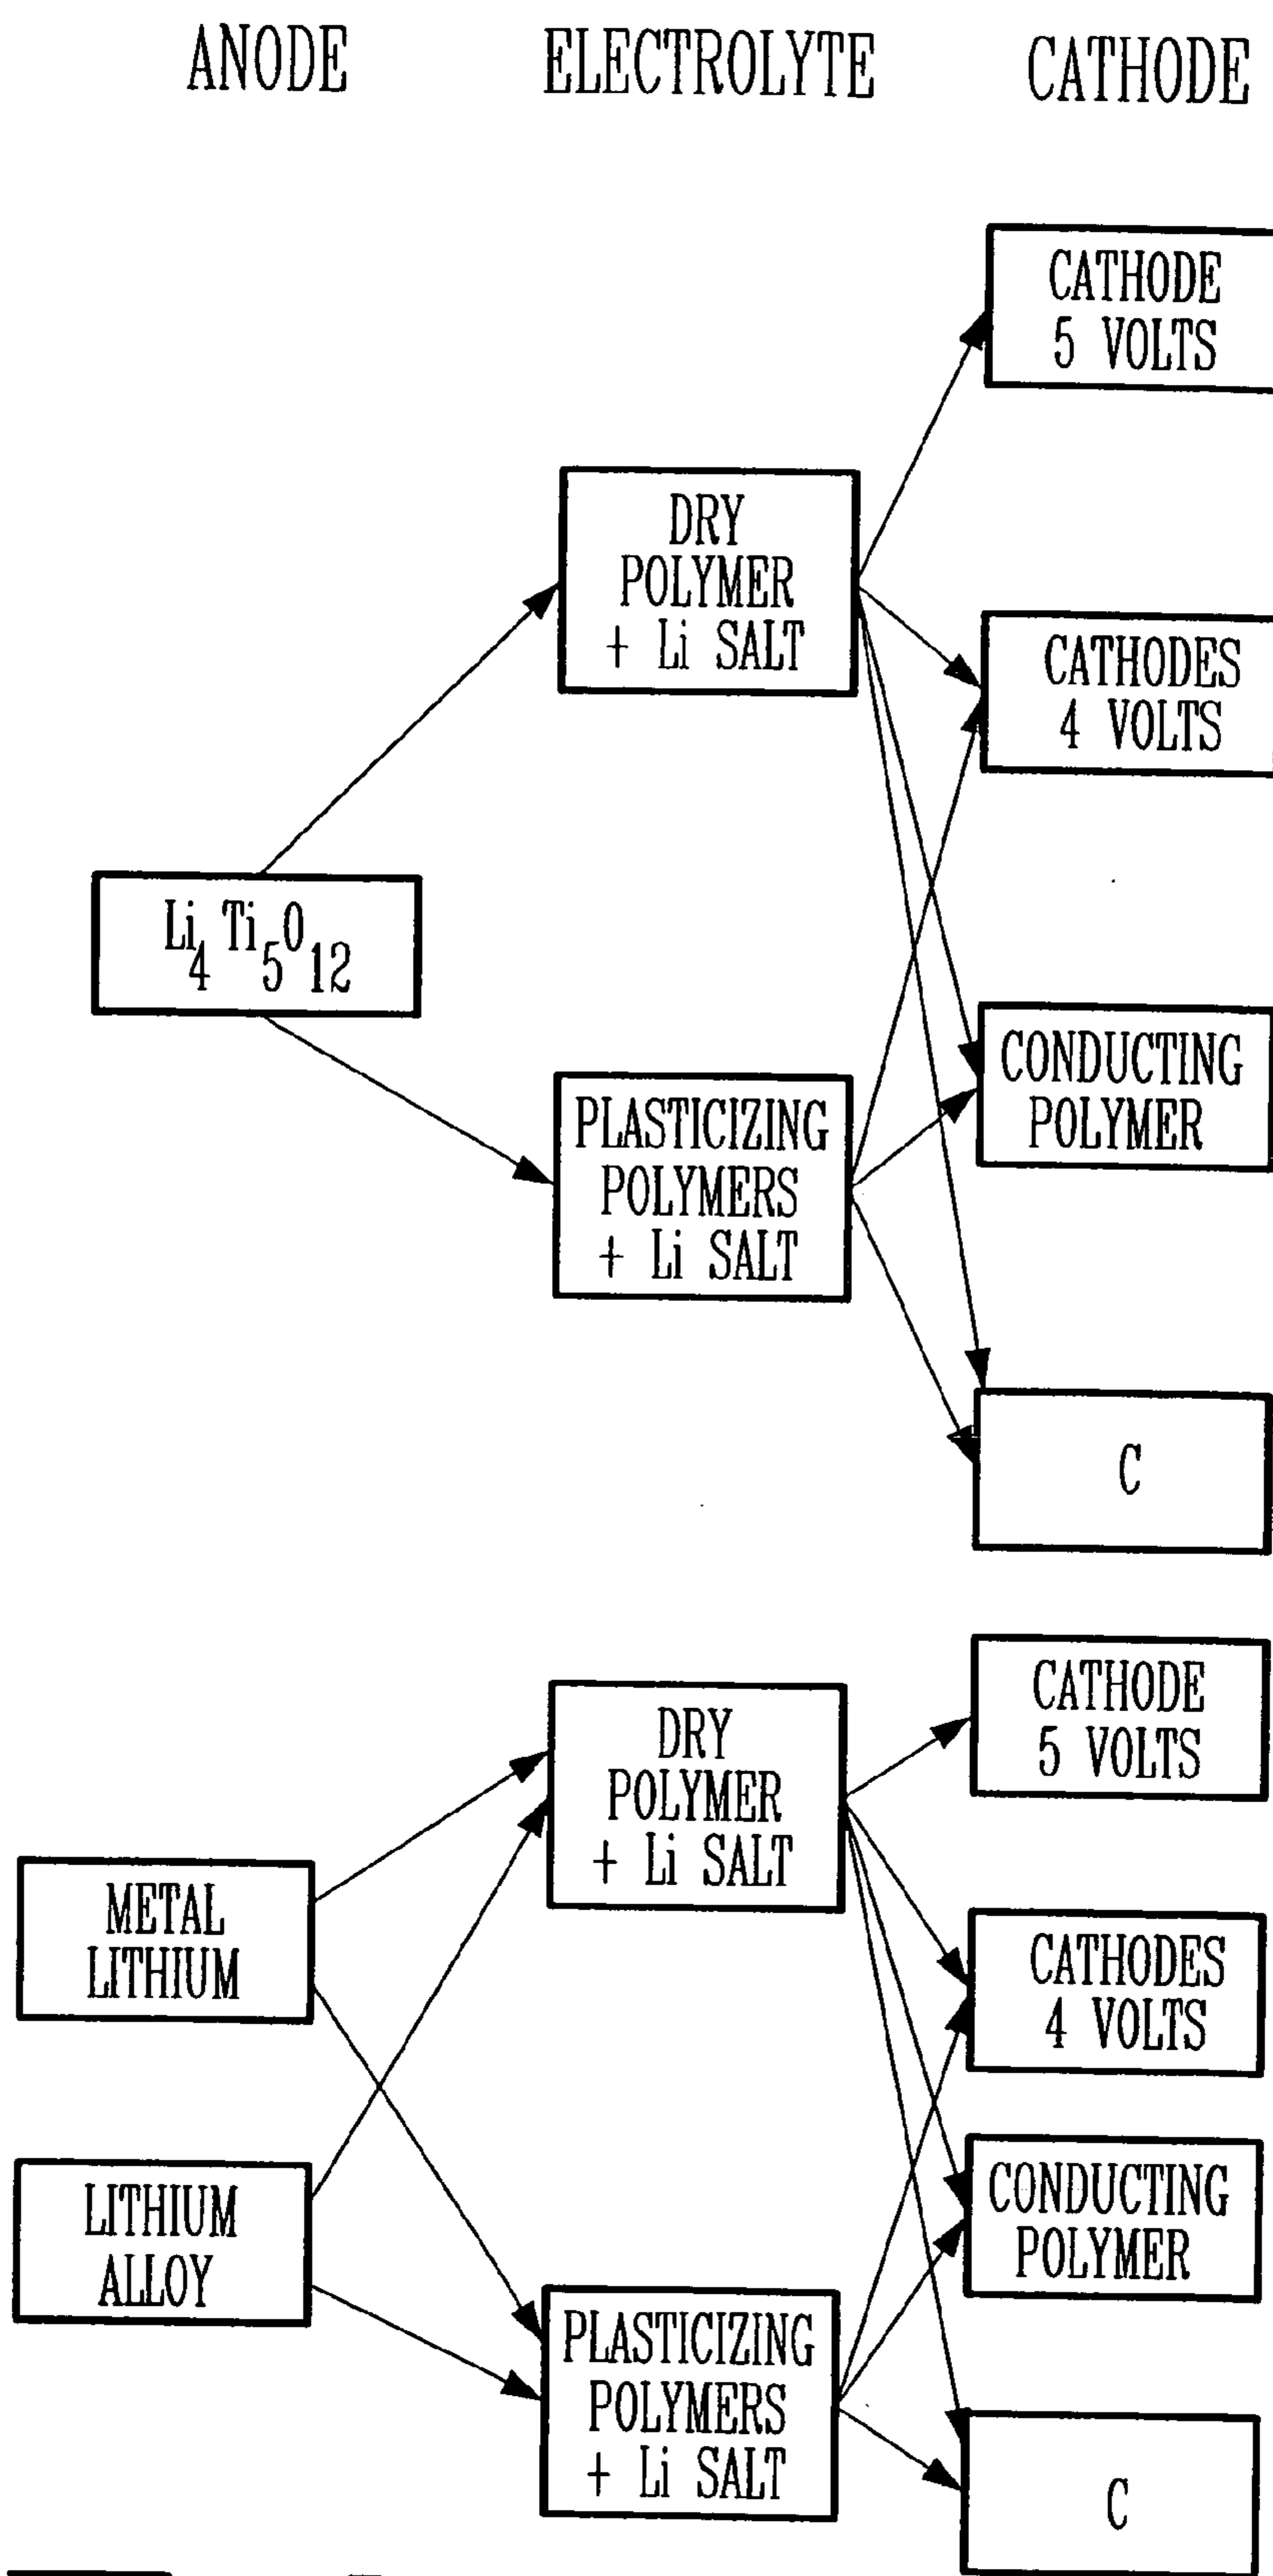 ANODE ELECTROLYTE CATHODE
CATHODE
5 VOLTS
DRY
POLYMER
+ Li SALT
CATHODES
4 VOLTS
Li4 Ti5O12
CONDUCTING
POLYMER
PLASTICIZING
POLYMERS
+ Li SALT
C
CATHODE
5 VOLTS
DRY
POLYMER
+ Li SALT
METAL
LITHIUM
CATHODES
4 VOLTS
LITHIUM
ALLOY
CONDUCTING
POLYMER
PLASTICIZING
POLYMERS
+ Li SALT
C